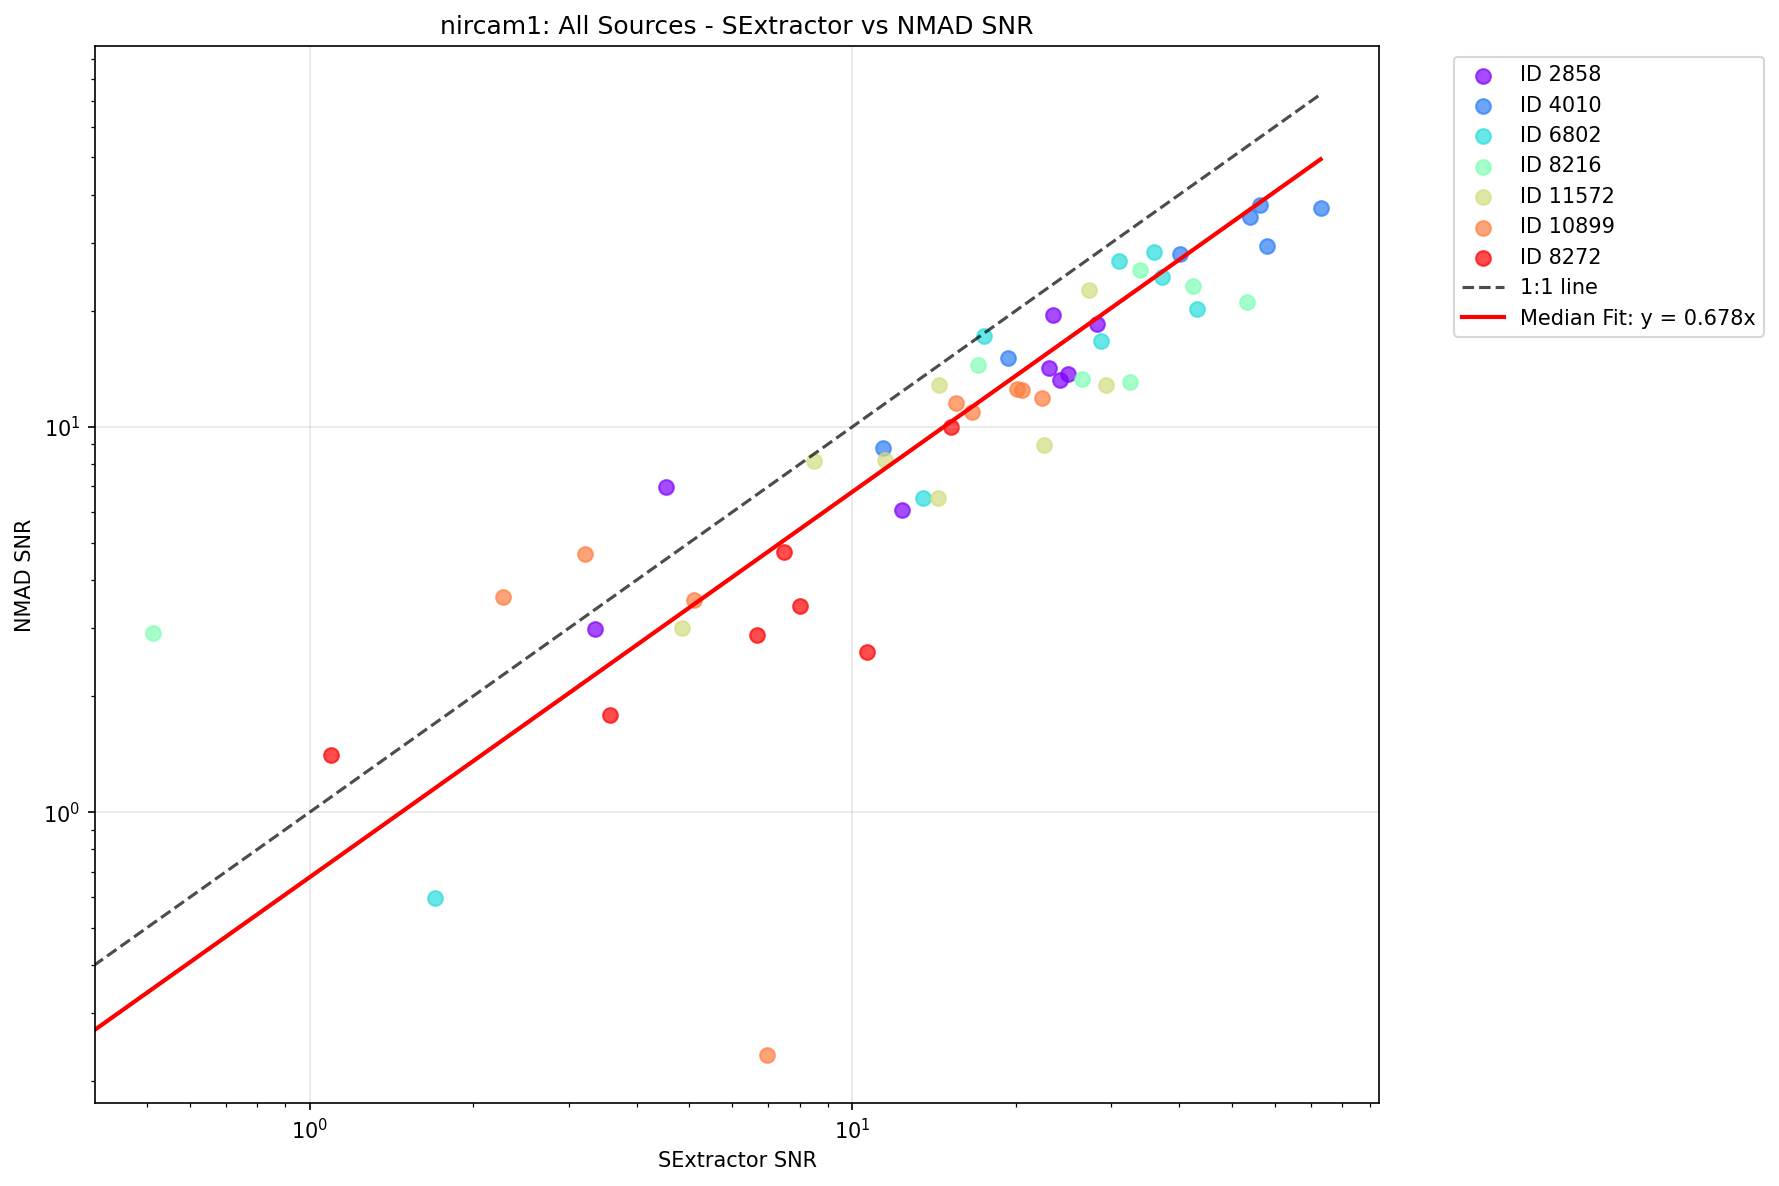 nircam1: All Sources - SExtractor vs NMAD SNR
ID 2858
ID 4010
ID 6802
ID 8216
ID 11572
ID 10899
ID 8272
1:1 line
Median Fit: y = 0.678x
NMAD SNR
10¹
10⁰
10⁰
10¹
SExtractor SNR